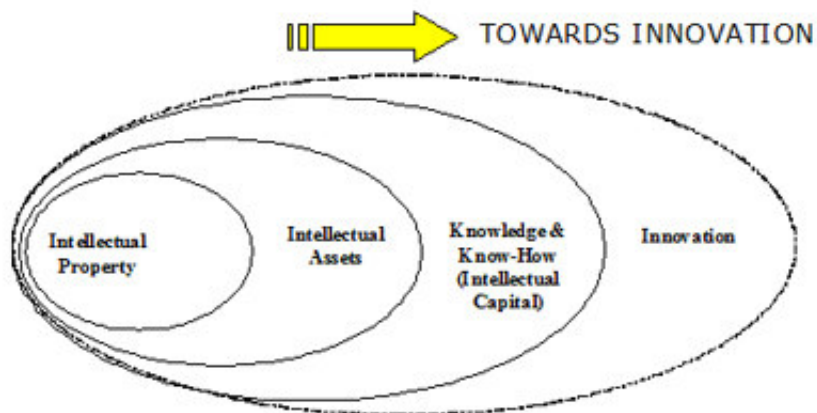 TOWARDS INNOVATION
Intellectual
Property
Intellectual
Assets
Knowledge &
Know-How
(Intellectual
Capital)
Innovation